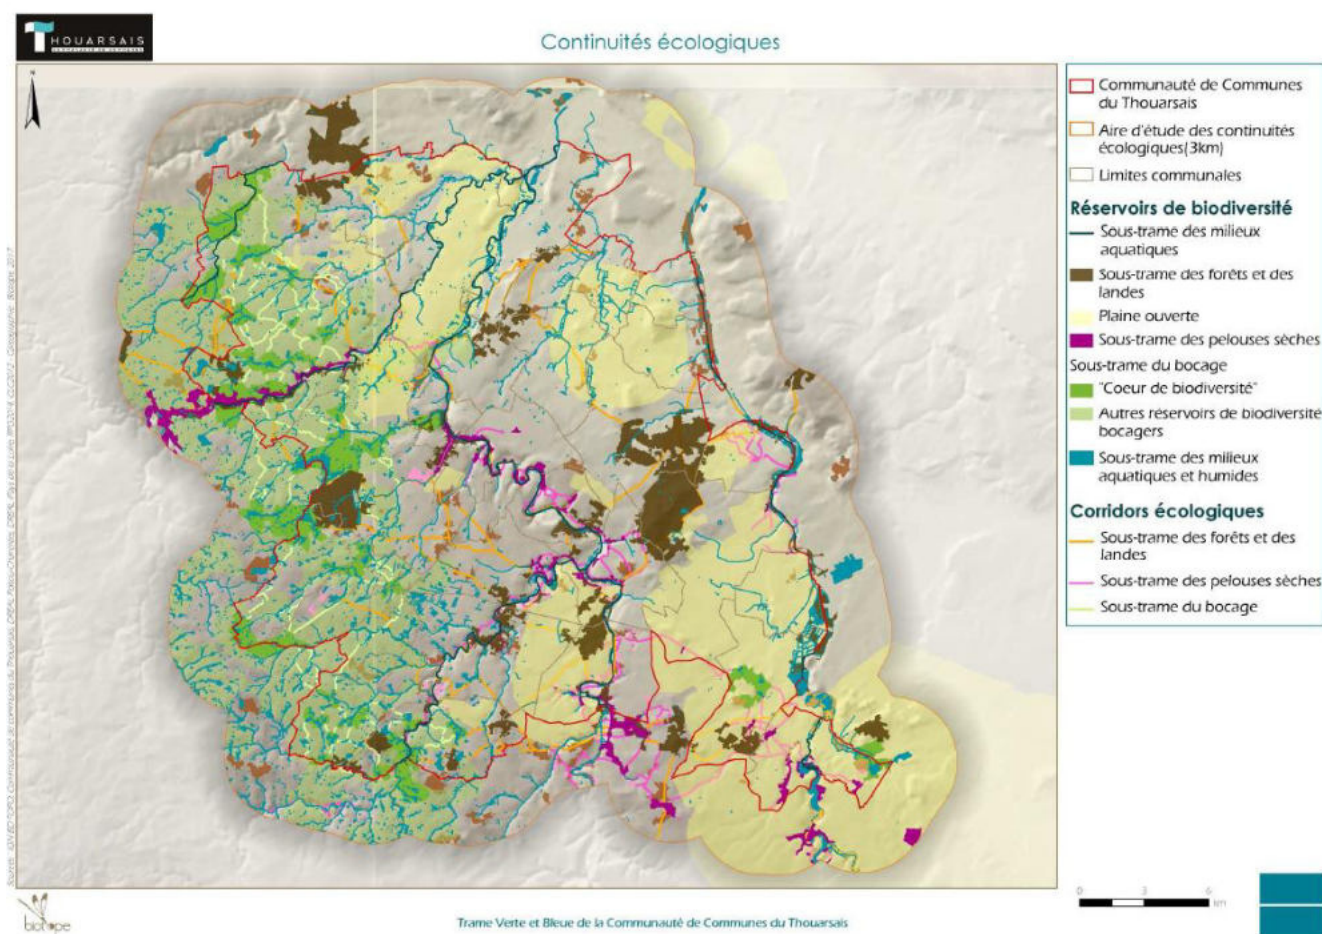 THOUARSAIS
Continuités écologiques
Communauté de Communes
du Thouarsais
Aire d'étude des continuités
écologiques(3km)
Limites communales
Réservoirs de biodiversité
Sous-trame des milieux
aquatiques
Sous-trame des forêts et des
landes
Plaine ouverte
Sous-trame des pelouses sèches
Sous-trame du bocage
"Coeur de biodiversité"
Autres réservoirs de biodiversité
bocagers
Sous-trame des milieux
aquatiques et humides
Corridors écologiques
Sous-trame des forêts et des
landes
Sous-trame des pelouses sèches
Sous-trame du bocage
0 3 6
km
biotope
Trame Verte et Bleue de la Communauté de Communes du Thouarsais